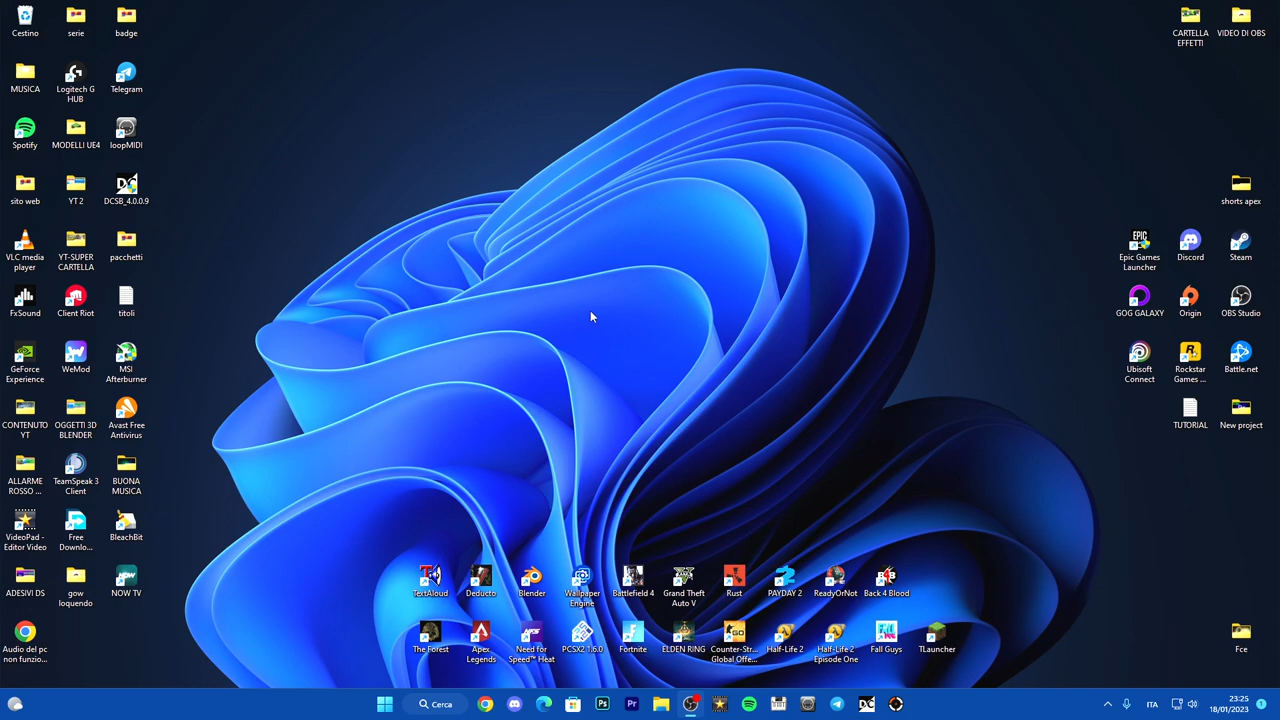 Cestino
serie
badge
CARTELLA
EFFETTI
VIDEO DI OBS
MUSICA
Logitech G
HUB
Telegram
Spotify
MODELLI UE4
loopMIDI
sito web
YT 2
DCSB_4.0.0.9
shorts apex
VLC media
player
YT-SUPER
CARTELLA
pacchetti
Epic Games
Launcher
Discord
Steam
FxSound
Client Riot
titoli
GOG GALAXY
Origin
OBS Studio
GeForce
Experience
WeMod
MSI
Afterburner
Ubisoft
Connect
Rockstar
Games ...
Battle.net
CONTENUTO
YT
OGGETTI 3D
BLENDER
Avast Free
Antivirus
TUTORIAL
New project
ALLARME
ROSSO ...
TeamSpeak 3
Client
BUONA
MUSICA
VideoPad -
Editor Video
Free
Downlo...
BleachBit
ADESIVI DS
gow
loquendo
NOW TV
TextAloud
Deducto
Blender
Wallpaper
Engine
Battlefield 4
Grand Theft
Auto V
Rust
PAYDAY 2
ReadyOrNot
Back 4 Blood
Audio del pc
non funzio...
The Forest
Apex
Legends
Need for
Speed™ Heat
PCSX2 1.6.0
Fortnite
ELDEN RING
Counter-Str...
Global Offe...
Half-Life 2
Half-Life 2
Episode One
Fall Guys
TLauncher
Fce
Cerca
ITA
23:25
18/01/2023